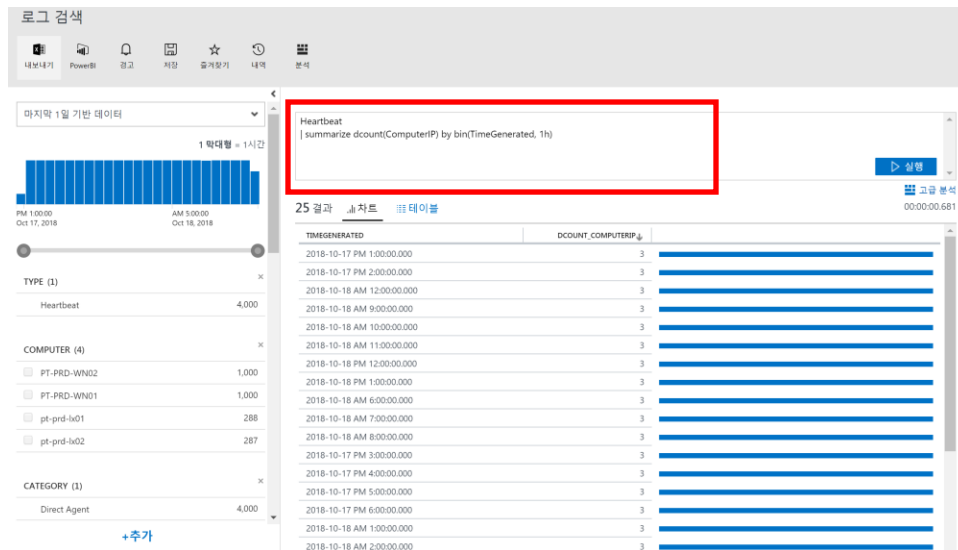 로그 검색
내보내기 PowerBI 경고 저장 즐겨찾기 내역 분석
마지막 1일 기반 데이터
1 막대형 = 1시간
PM 1:00:00
Oct 17, 2018
AM 5:00:00
Oct 18, 2018
TYPE (1)
Heartbeat 4,000
COMPUTER (4)
PT-PRD-WN02 1,000
PT-PRD-WN01 1,000
pt-prd-lx01 288
pt-prd-lx02 287
CATEGORY (1)
Direct Agent 4,000
+추가
Heartbeat
| summarize dcount(ComputerIP) by bin(TimeGenerated, 1h)
실행
고급 분석
25 결과 차트 테이블 00:00:00.681
TIMEGENERATED DCOUNT_COMPUTERIP
2018-10-17 PM 1:00:00.000 3
2018-10-17 PM 2:00:00.000 3
2018-10-18 AM 12:00:00.000 3
2018-10-18 AM 9:00:00.000 3
2018-10-18 AM 10:00:00.000 3
2018-10-18 AM 11:00:00.000 3
2018-10-18 PM 12:00:00.000 3
2018-10-18 PM 1:00:00.000 3
2018-10-18 AM 6:00:00.000 3
2018-10-18 AM 7:00:00.000 3
2018-10-18 AM 8:00:00.000 3
2018-10-17 PM 3:00:00.000 3
2018-10-17 PM 4:00:00.000 3
2018-10-17 PM 5:00:00.000 3
2018-10-17 PM 6:00:00.000 3
2018-10-18 AM 1:00:00.000 3
2018-10-18 AM 2:00:00.000 3